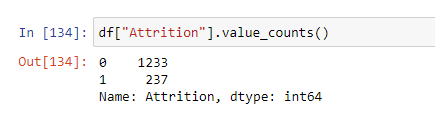 In [134]: df["Attrition"].value_counts()
Out[134]: 0    1233
1     237
Name: Attrition, dtype: int64